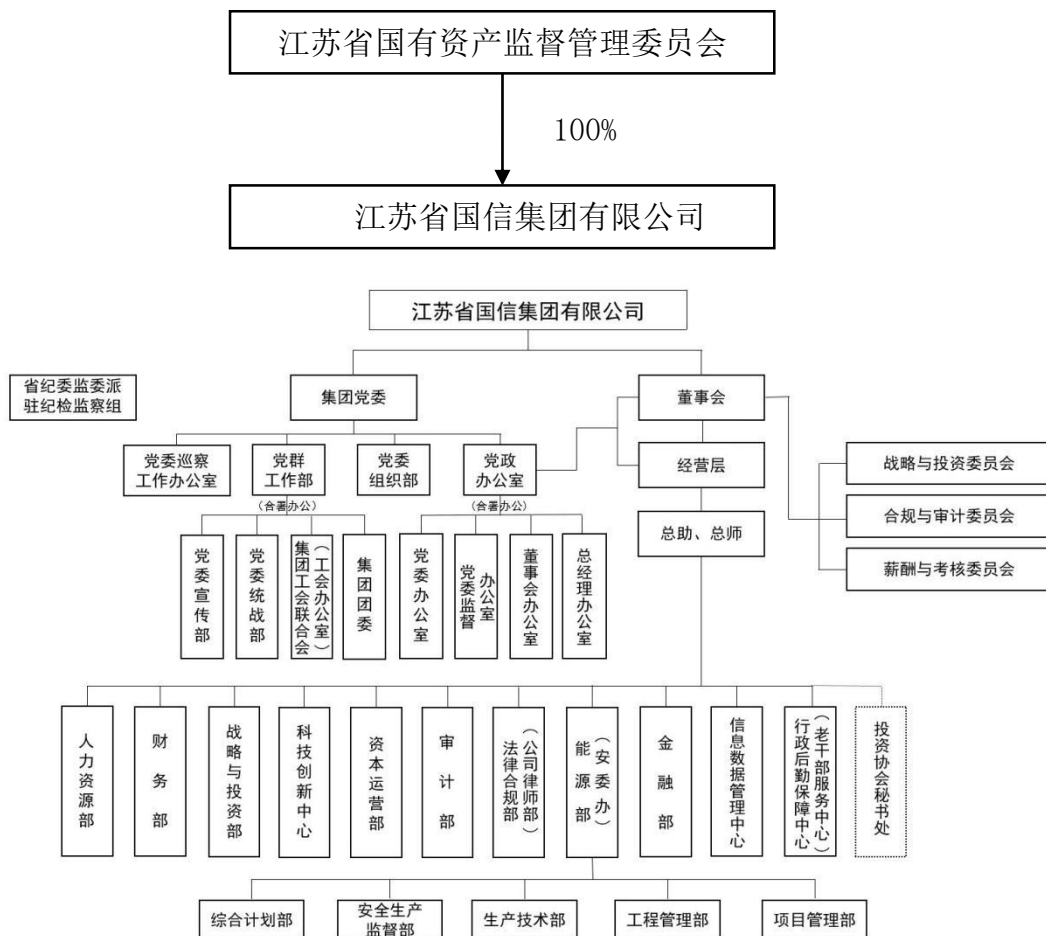 江苏省国有资产监督管理委员会
100%
江苏省国信集团有限公司
江苏省国信集团有限公司
省纪委监委派
驻纪检监察组
集团党委
董事会
党委巡察
工作办公室
党群
工作部
党委
组织部
党政
办公室
经营层
战略与投资委员会
合规与审计委员会
薪酬与考核委员会
(合署办公)
(合署办公)
总助、总师
党委宣传部
党委统战部
集团工会联合会
(工会办公室)
集团团委
党委办公室
党委监督
办公室
董事会办公室
总经理办公室
人力资源部
财务部
战略与投资部
科技创新中心
资本运营部
审计部
法律合规部
(公司律师部)
能源部
(安委办)
金融部
信息数据管理中心
行政后勤保障中心
(老干部服务中心)
投资协会秘书处
综合计划部
安全生产
监督部
生产技术部
工程管理部
项目管理部